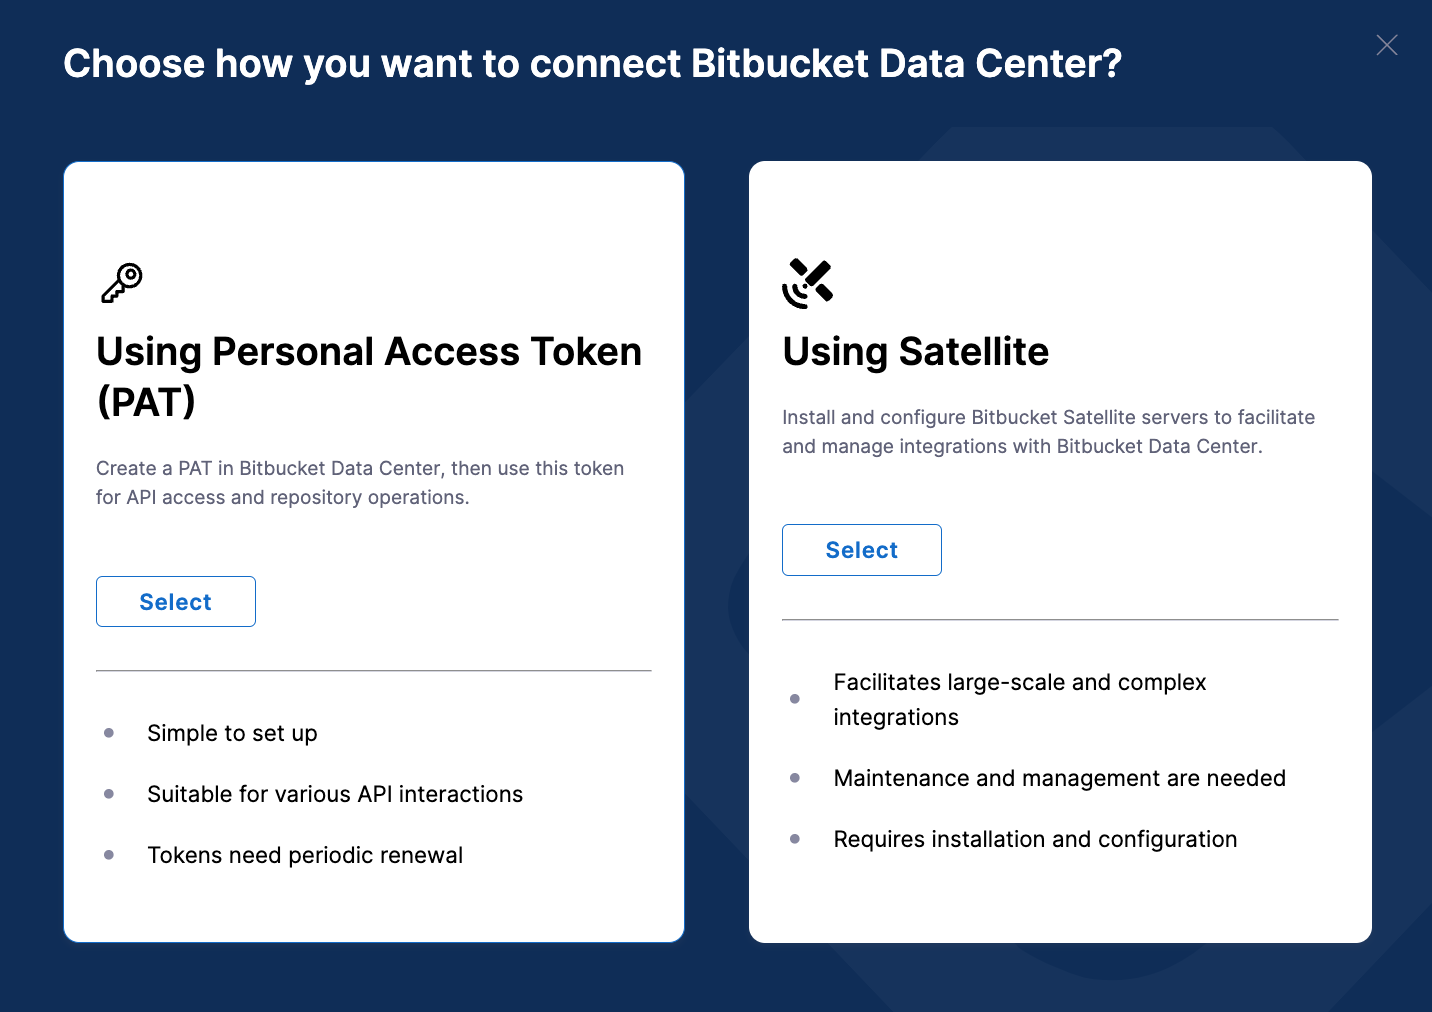 Choose how you want to connect Bitbucket Data Center?
Using Personal Access Token
(PAT)
Create a PAT in Bitbucket Data Center, then use this token
for API access and repository operations.
Select
Simple to set up
Suitable for various API interactions
Tokens need periodic renewal
Using Satellite
Install and configure Bitbucket Satellite servers to facilitate
and manage integrations with Bitbucket Data Center.
Select
Facilitates large-scale and complex
integrations
Maintenance and management are needed
Requires installation and configuration